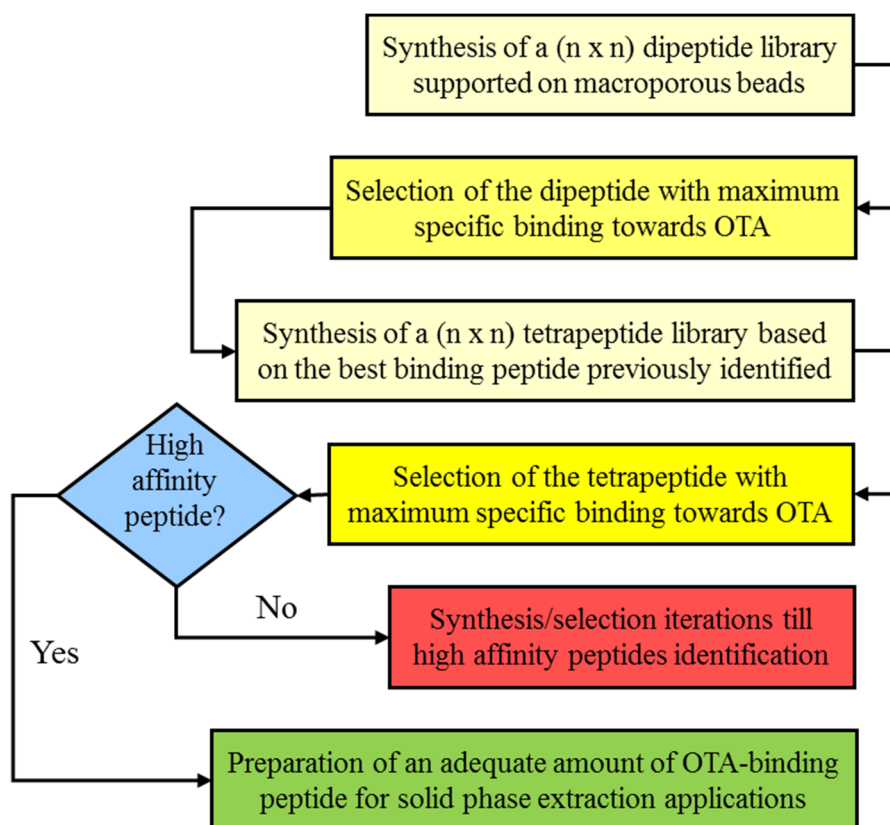 Synthesis of a (n x n) dipeptide library
supported on macroporous beads
Selection of the dipeptide with maximum
specific binding towards OTA
Synthesis of a (n x n) tetrapeptide library based
on the best binding peptide previously identified
High
affinity
peptide?
Selection of the tetrapeptide with
maximum specific binding towards OTA
No
Synthesis/selection iterations till
high affinity peptides identification
Yes
Preparation of an adequate amount of OTA-binding
peptide for solid phase extraction applications